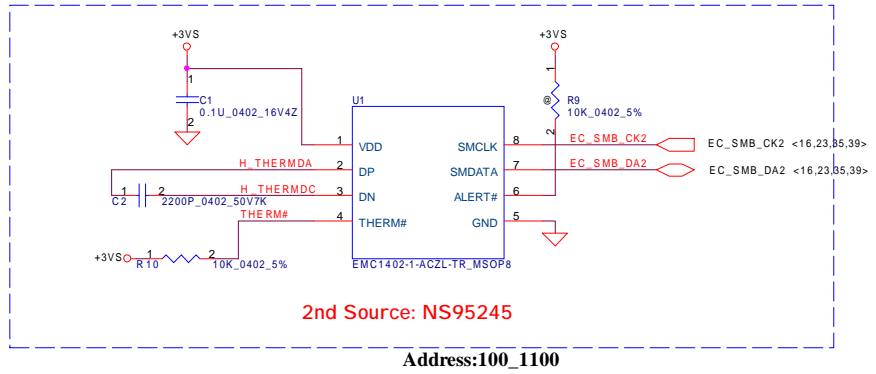 +3VS
+3VS
1
C1
0.1U_0402_16V4Z
2
1
@
R9
10K_0402_5%
2
U1
1
VDD
SMCLK
8
EC_SMB_CK2
EC_SMB_CK2 <16,23,35,39>
H_THERMDA
2
DP
SMDATA
7
EC_SMB_DA2
EC_SMB_DA2 <16,23,35,39>
1
2
H_THERMDC
3
DN
ALERT#
6
C2
2200P_0402_50V7K
THERM#
4
THERM#
GND
5
+3VS
1
2
R10
10K_0402_5%
EMC1402-1-ACZL-TR_MSOP8
2nd Source: NS95245
Address:100_1100